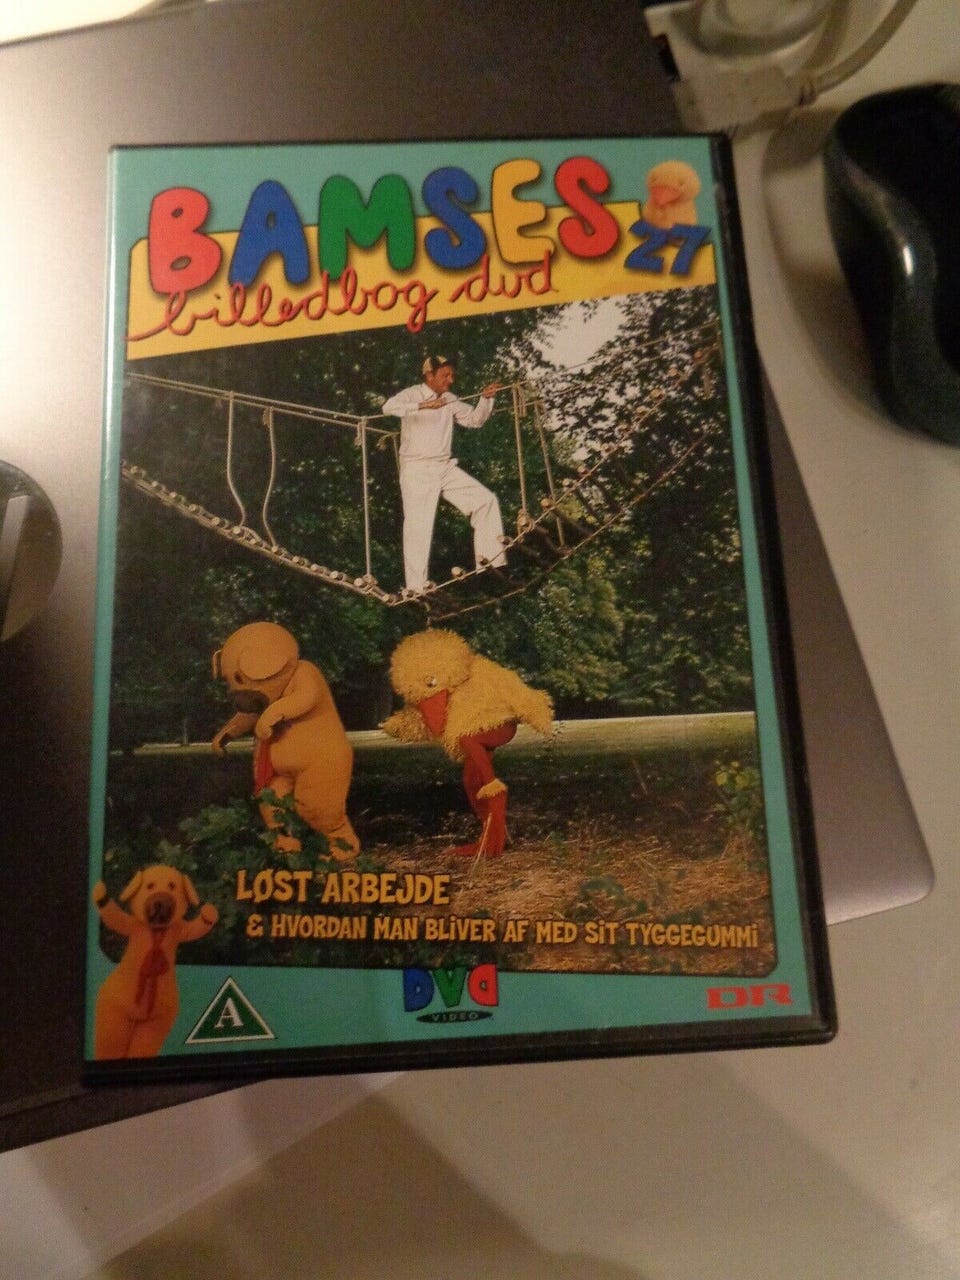 BAMSES
billedbog dvd
27
LØST ARBEJDE
& HVORDAN MAN BLIVER AF MED SIT TYGGEGUMMI
A
DVD
VIDEO
DR